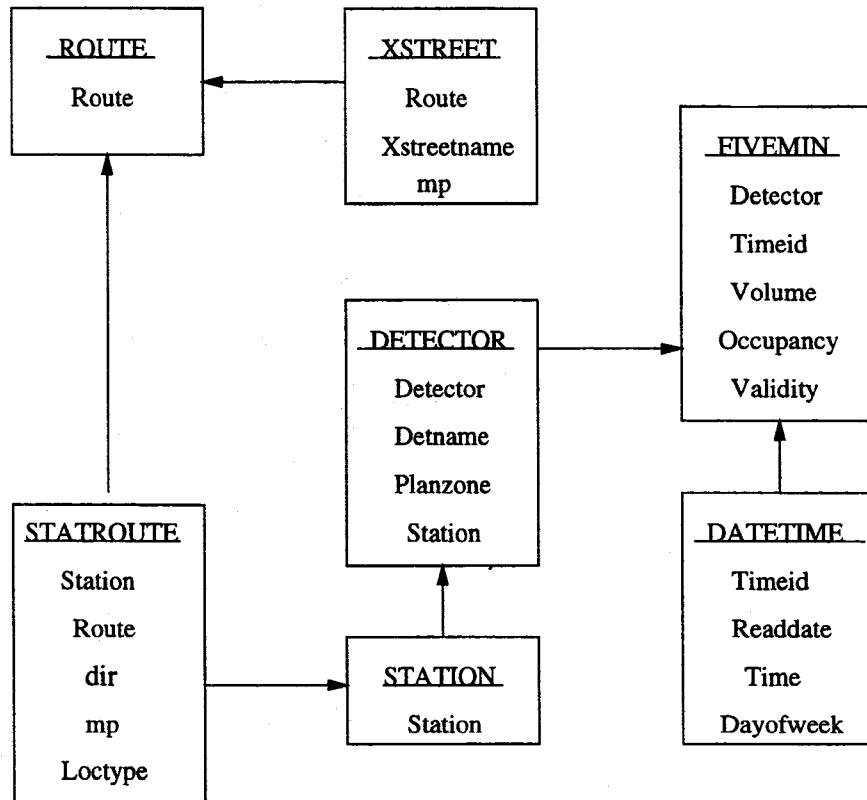 ROUTE
Route
XSTREET
Route
Xstreetname
mp
FIVEMIN
Detector
Timeid
Volume
Occupancy
Validity
DETECTOR
Detector
Detname
Planzone
Station
STATROUTE
Station
Route
dir
mp
Loctype
STATION
Station
DATETIME
Timeid
Readdate
Time
Dayofweek